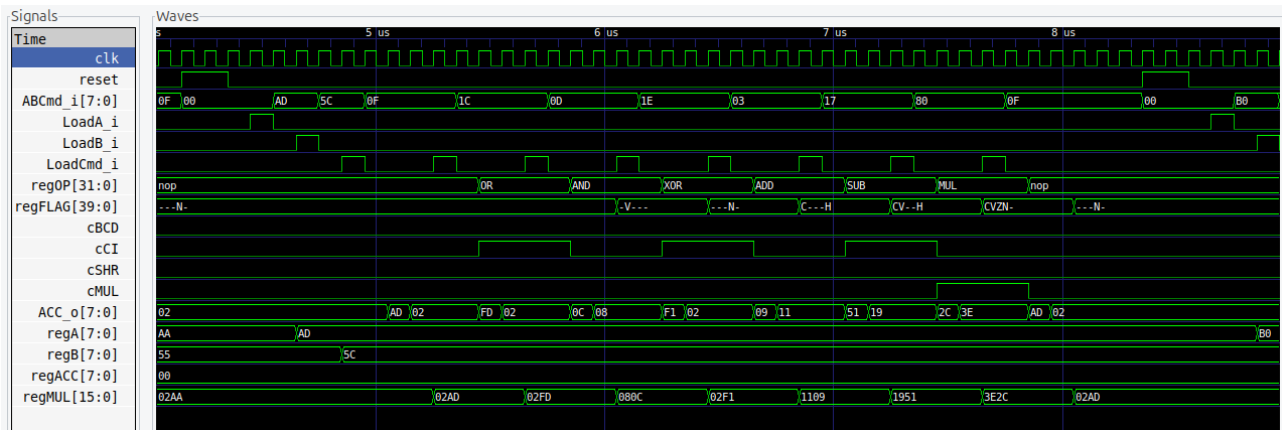 Signals Waves
Time s 5 us 6 us 7 us 8 us
clk
reset
ABCmd_i[7:0] 0F 00 AD 5C 0F 1C 0D 1E 03 17 80 0F 00 B0
LoadA_i
LoadB_i
LoadCmd_i
regOP[31:0] nop OR AND XOR ADD SUB MUL nop
regFLAG[39:0] ---N- -V--- ---N- C---H CV--H CVZN- ---N-
cBCD
cCI
cSHR
cMUL
ACC_o[7:0] 02 AD 02 FD 02 0C 08 F1 02 09 11 51 19 2C 3E AD 02
regA[7:0] AA AD B0
regB[7:0] 55 5C
regACC[7:0] 00
regMUL[15:0] 02AA 02AD 02FD 080C 02F1 1109 1951 3E2C 02AD